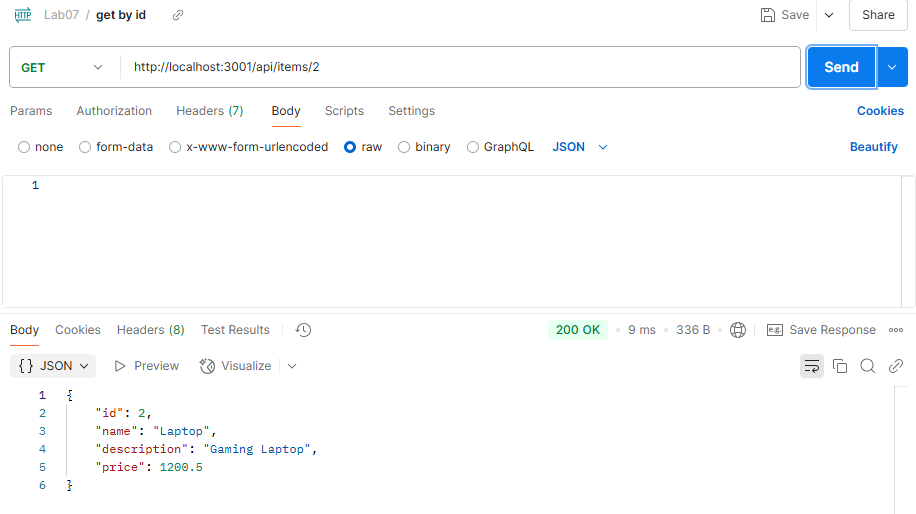 HTTP Lab07 / get by id Save Share
GET http://localhost:3001/api/items/2 Send
Params Authorization Headers (7) Body Scripts Settings Cookies
none form-data x-www-form-urlencoded raw binary GraphQL JSON Beautify
1
Body Cookies Headers (8) Test Results 200 OK 9 ms 336 B e.g. Save Response
{} JSON Preview Visualize
1 {
2 "id": 2,
3 "name": "Laptop",
4 "description": "Gaming Laptop",
5 "price": 1200.5
6 }